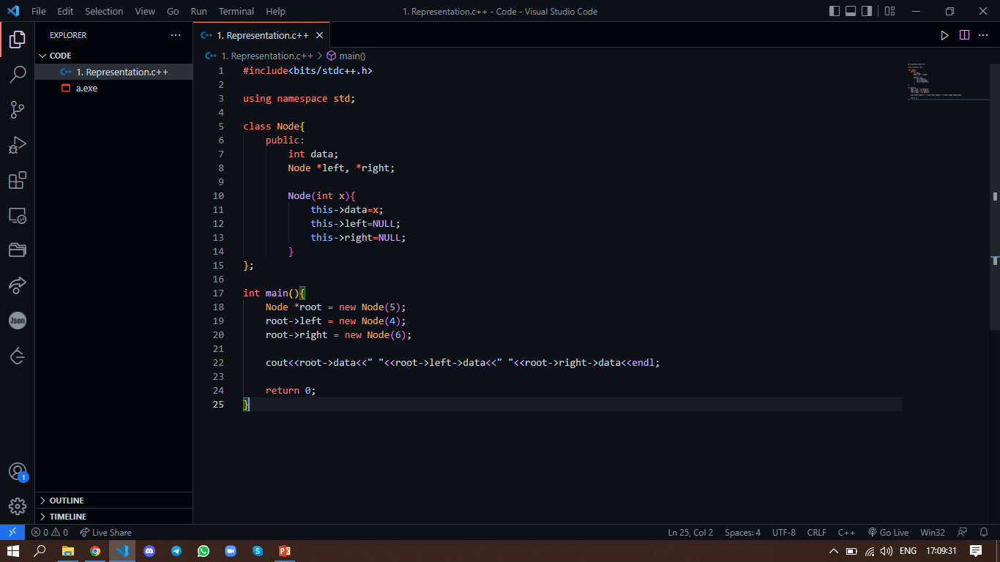 File Edit Selection View Go Run Terminal Help 1. Representation.c++ - Code - Visual Studio Code
EXPLORER
CODE
1. Representation.c++
a.exe
OUTLINE
TIMELINE
1. Representation.c++
1. Representation.c++ > main()
1 #include<bits/stdc++.h>
2
3 using namespace std;
4
5 class Node{
6 public:
7 int data;
8 Node *left, *right;
9
10 Node(int x){
11 this->data=x;
12 this->left=NULL;
13 this->right=NULL;
14 }
15 };
16
17 int main(){
18 Node *root = new Node(5);
19 root->left = new Node(4);
20 root->right = new Node(6);
21
22 cout<<root->data<<" "<<root->left->data<<" "<<root->right->data<<endl;
23
24 return 0;
25 }
Json
1
0 0 Live Share Ln 25, Col 2 Spaces: 4 UTF-8 CRLF C++ Go Live Win32
ENG 17:09:31